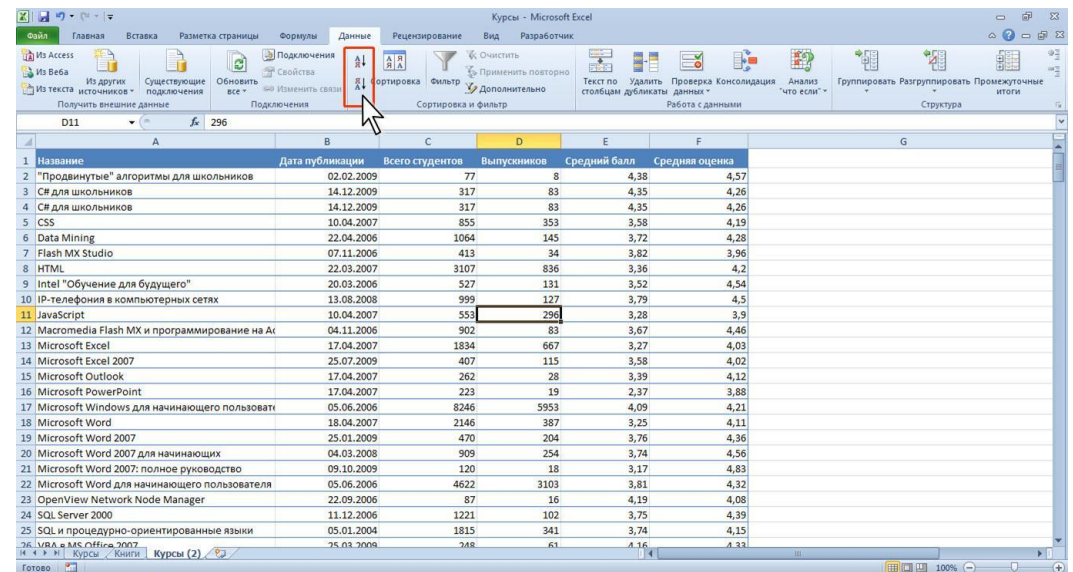 Курсы - Microsoft Excel
Файл Главная Вставка Разметка страницы Формулы Данные Рецензирование Вид Разработчик
Из Access
Из Веба
Из текста
Из других источников
Существующие подключения
Получить внешние данные
Обновить все
Подключения
Свойства
Изменить связи
Подключения
А Я
Я А
ортировка
Фильтр
Очистить
Применить повторно
Дополнительно
Сортировка и фильтр
Текст по столбцам
Удалить дубликаты
Проверка данных
Консолидация
Анализ "что если"
Работа с данными
Группировать
Разгруппировать
Промежуточные итоги
Структура
D11 fx 296
A B C D E F G
1 Название Дата публикации Всего студентов Выпускников Средний балл Средняя оценка
2 "Продвинутые" алгоритмы для школьников 02.02.2009 77 8 4,38 4,57
3 C# для школьников 14.12.2009 317 83 4,35 4,26
4 C# для школьников 14.12.2009 317 83 4,35 4,26
5 CSS 10.04.2007 855 353 3,58 4,19
6 Data Mining 22.04.2006 1064 145 3,72 4,28
7 Flash MX Studio 07.11.2006 413 34 3,82 3,96
8 HTML 22.03.2007 3107 836 3,36 4,2
9 Intel "Обучение для будущего" 20.03.2006 527 131 3,52 4,54
10 IP-телефония в компьютерных сетях 13.08.2008 999 127 3,79 4,5
11 JavaScript 10.04.2007 553 296 3,28 3,9
12 Macromedia Flash MX и программирование на Ac 04.11.2006 902 83 3,67 4,46
13 Microsoft Excel 17.04.2007 1834 667 3,27 4,03
14 Microsoft Excel 2007 25.07.2009 407 115 3,58 4,02
15 Microsoft Outlook 17.04.2007 262 28 3,39 4,12
16 Microsoft PowerPoint 17.04.2007 223 19 2,37 3,88
17 Microsoft Windows для начинающего пользовате 05.06.2006 8246 5953 4,09 4,21
18 Microsoft Word 18.04.2007 2146 387 3,25 4,11
19 Microsoft Word 2007 25.01.2009 470 204 3,76 4,36
20 Microsoft Word 2007 для начинающих 04.03.2008 909 254 3,74 4,56
21 Microsoft Word 2007: полное руководство 09.10.2009 120 18 3,17 4,83
22 Microsoft Word для начинающего пользователя 05.06.2006 4622 3103 3,81 4,32
23 OpenView Network Node Manager 22.09.2006 87 16 4,19 4,08
24 SQL Server 2000 11.12.2006 1221 102 3,75 4,39
25 SQL и процедурно-ориентированные языки 05.01.2004 1815 341 3,74 4,15
26 VBA в MS Office 2007 25.03.2009 248 61 4,16 4,33
Курсы Книги Курсы (2)
Готово 100%